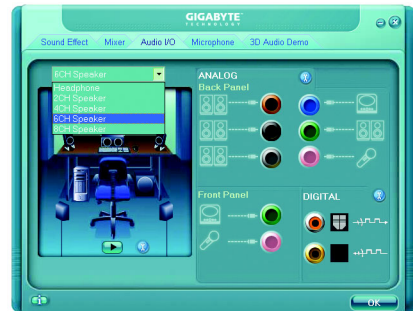 GIGABYTE
TECHNOLOGY
Sound Effect Mixer Audio I/O Microphone 3D Audio Demo
6CH Speaker
Headphone
2CH Speaker
4CH Speaker
6CH Speaker
8CH Speaker
ANALOG
Back Panel
Front Panel
DIGITAL
OK